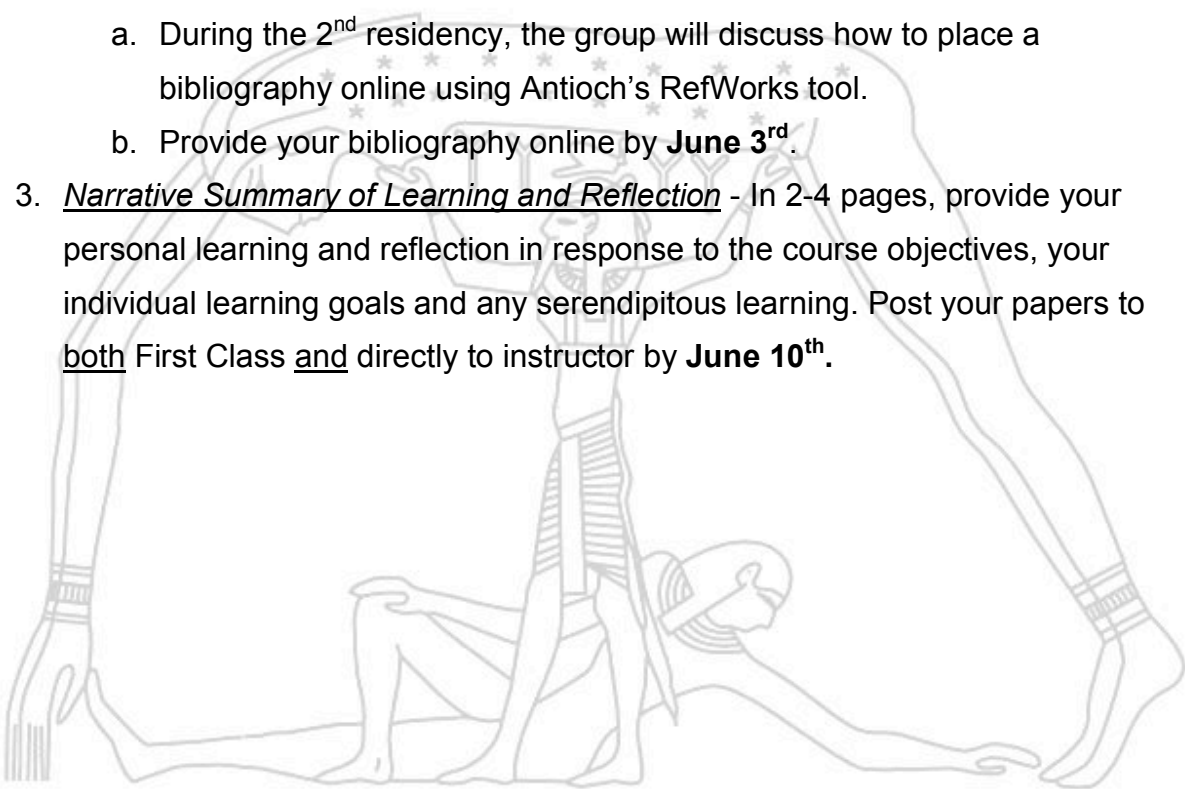 a. During the 2nd residency, the group will discuss how to place a
bibliography online using Antioch’s RefWorks tool.
b. Provide your bibliography online by June 3rd.
3. Narrative Summary of Learning and Reflection - In 2-4 pages, provide your
personal learning and reflection in response to the course objectives, your
individual learning goals and any serendipitous learning. Post your papers to
both First Class and directly to instructor by June 10th.